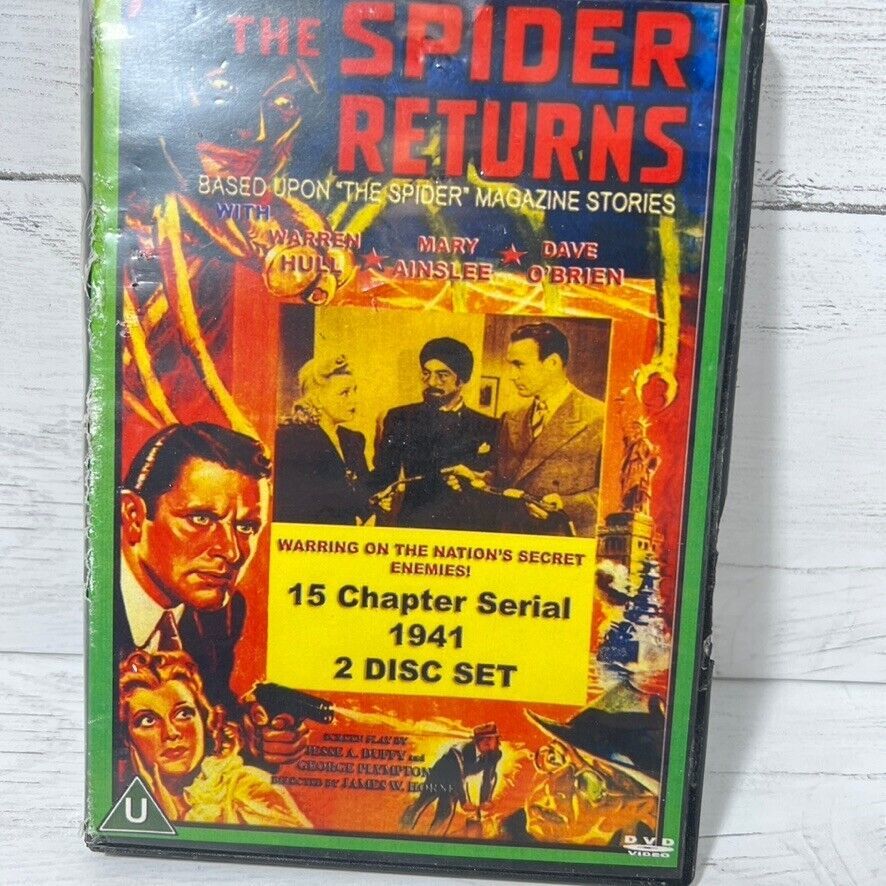 THE SPIDER
RETURNS
BASED UPON "THE SPIDER" MAGAZINE STORIES
WITH
WARREN HULL ★ MARY AINSLEE ★ DAVE O'BRIEN
WARRING ON THE NATION'S SECRET
ENEMIES!
15 Chapter Serial
1941
2 DISC SET
SCREEN PLAY BY
JESSE A. DUFFY and
GEORGE PLYMPTON
DIRECTED BY JAMES W. HORNE
U
DVD
VIDEO